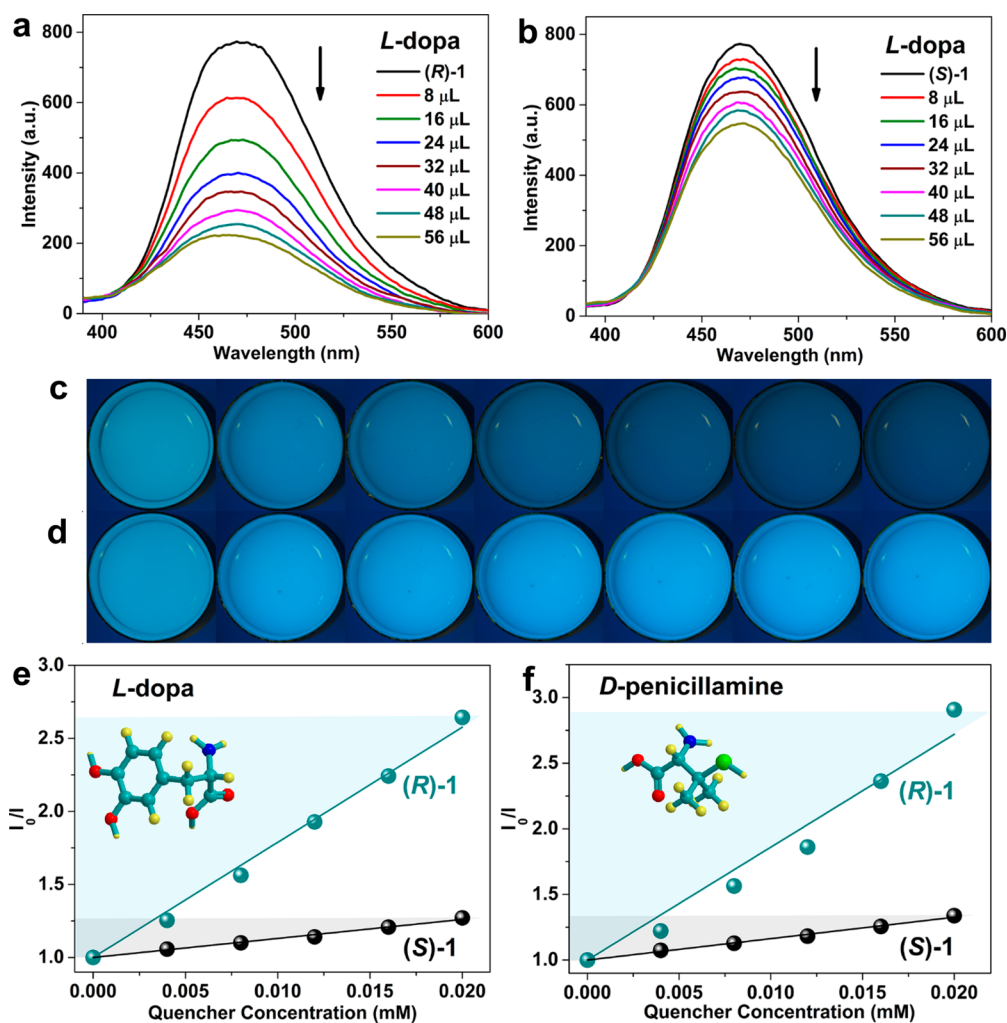 a
800
600
400
200
0
Intensity (a.u.)
400
450
500
550
600
Wavelength (nm)
L-dopa
(R)-1
8 μL
16 μL
24 μL
32 μL
40 μL
48 μL
56 μL
b
800
600
400
200
0
Intensity (a.u.)
400
450
500
550
600
Wavelength (nm)
L-dopa
(S)-1
8 μL
16 μL
24 μL
32 μL
40 μL
48 μL
56 μL
c
d
e
3.0
2.5
2.0
1.5
1.0
I0/I
0.000
0.005
0.010
0.015
0.020
Quencher Concentration (mM)
L-dopa
(R)-1
(S)-1
f
3.0
2.5
2.0
1.5
1.0
I0/I
0.000
0.005
0.010
0.015
0.020
Quencher Concentration (mM)
D-penicillamine
(R)-1
(S)-1